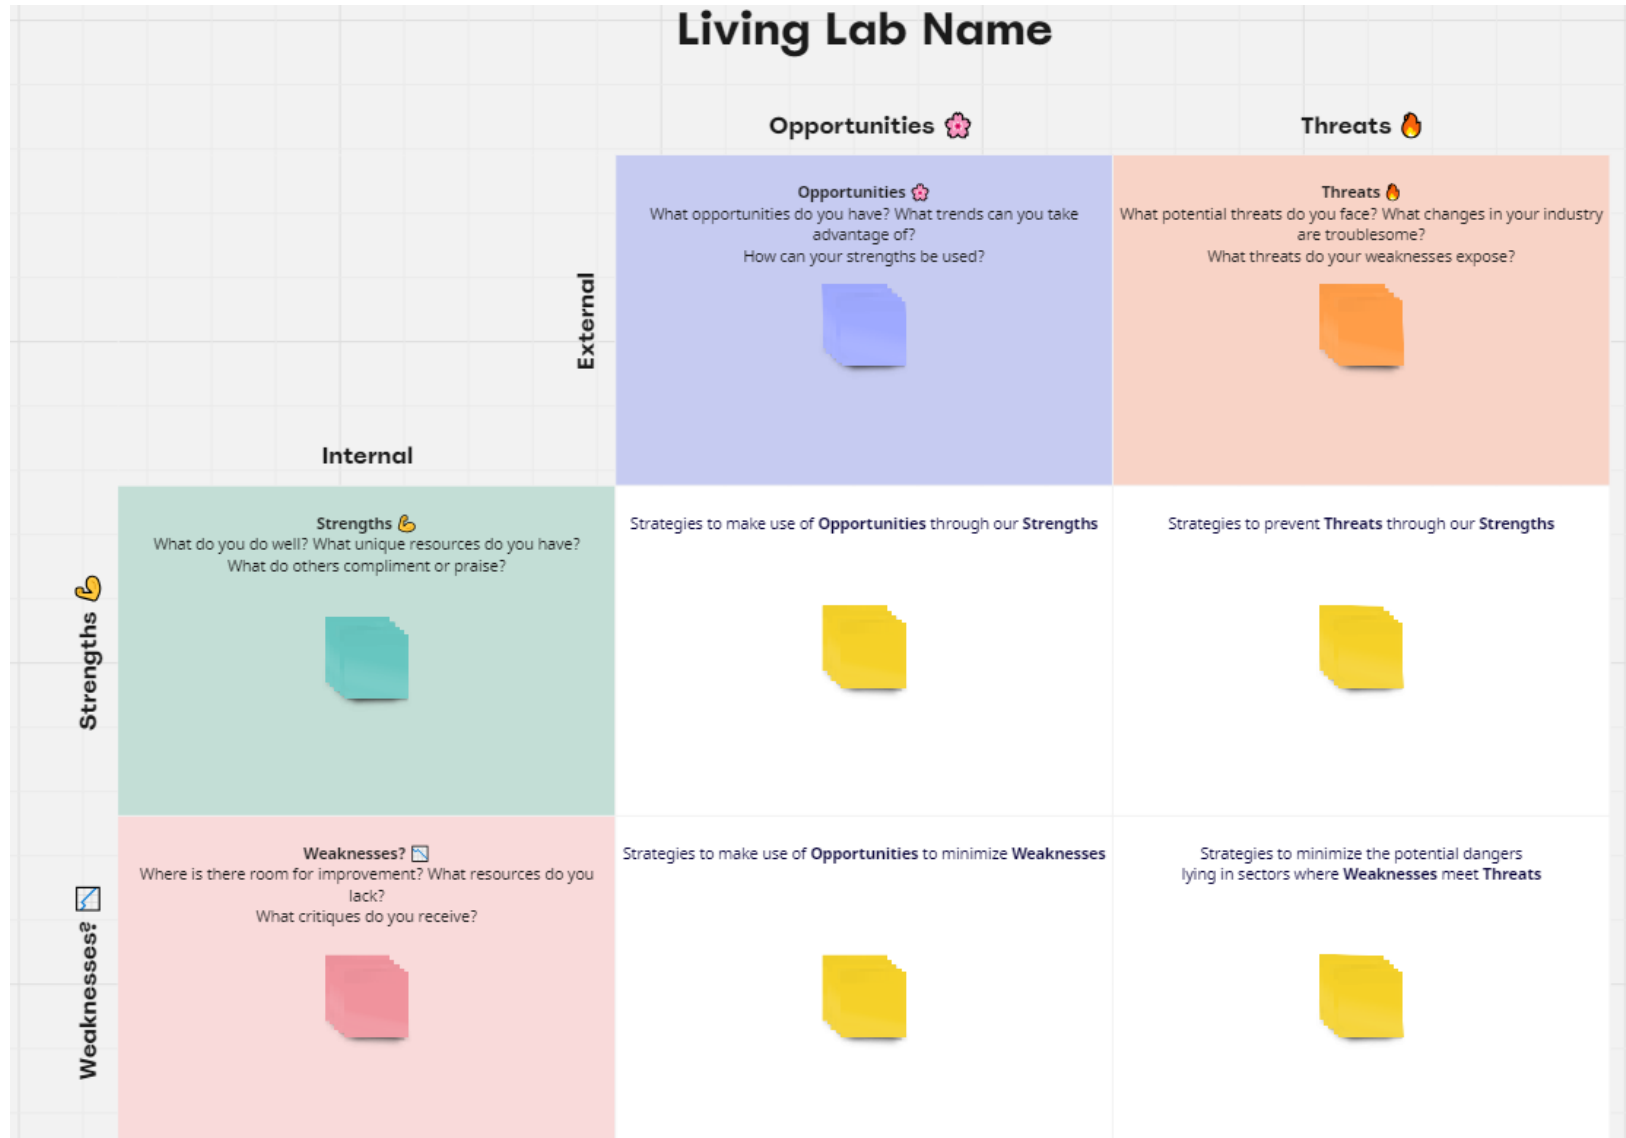 Living Lab Name
Opportunities 🌸
Threats 🔥
External
Opportunities 🌸
What opportunities do you have? What trends can you take
advantage of?
How can your strengths be used?
Threats 🔥
What potential threats do you face? What changes in your industry
are troublesome?
What threats do your weaknesses expose?
Internal
Strengths 💪
Strengths 💪
What do you do well? What unique resources do you have?
What do others compliment or praise?
Strategies to make use of Opportunities through our Strengths
Strategies to prevent Threats through our Strengths
Weaknesses? 📉
Weaknesses? 📉
Where is there room for improvement? What resources do you
lack?
What critiques do you receive?
Strategies to make use of Opportunities to minimize Weaknesses
Strategies to minimize the potential dangers
lying in sectors where Weaknesses meet Threats